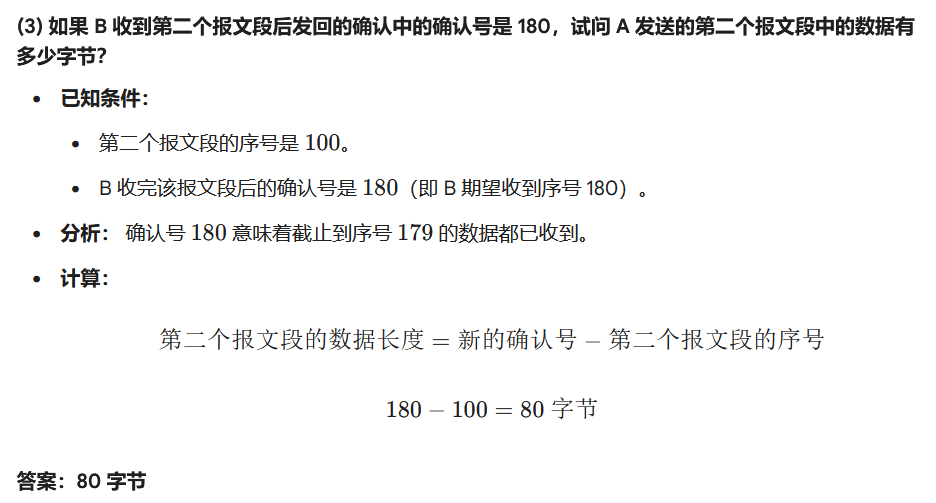 (3) 如果 B 收到第二个报文段后发回的确认中的确认号是 180，试问 A 发送的第二个报文段中的数据有
多少字节？
• 已知条件：
• 第二个报文段的序号是 100。
• B 收完该报文段后的确认号是 180（即 B 期望收到序号 180）。
• 分析： 确认号 180 意味着截止到序号 179 的数据都已收到。
• 计算：
第二个报文段的数据长度 = 新的确认号 − 第二个报文段的序号
180 − 100 = 80 字节
答案：80 字节